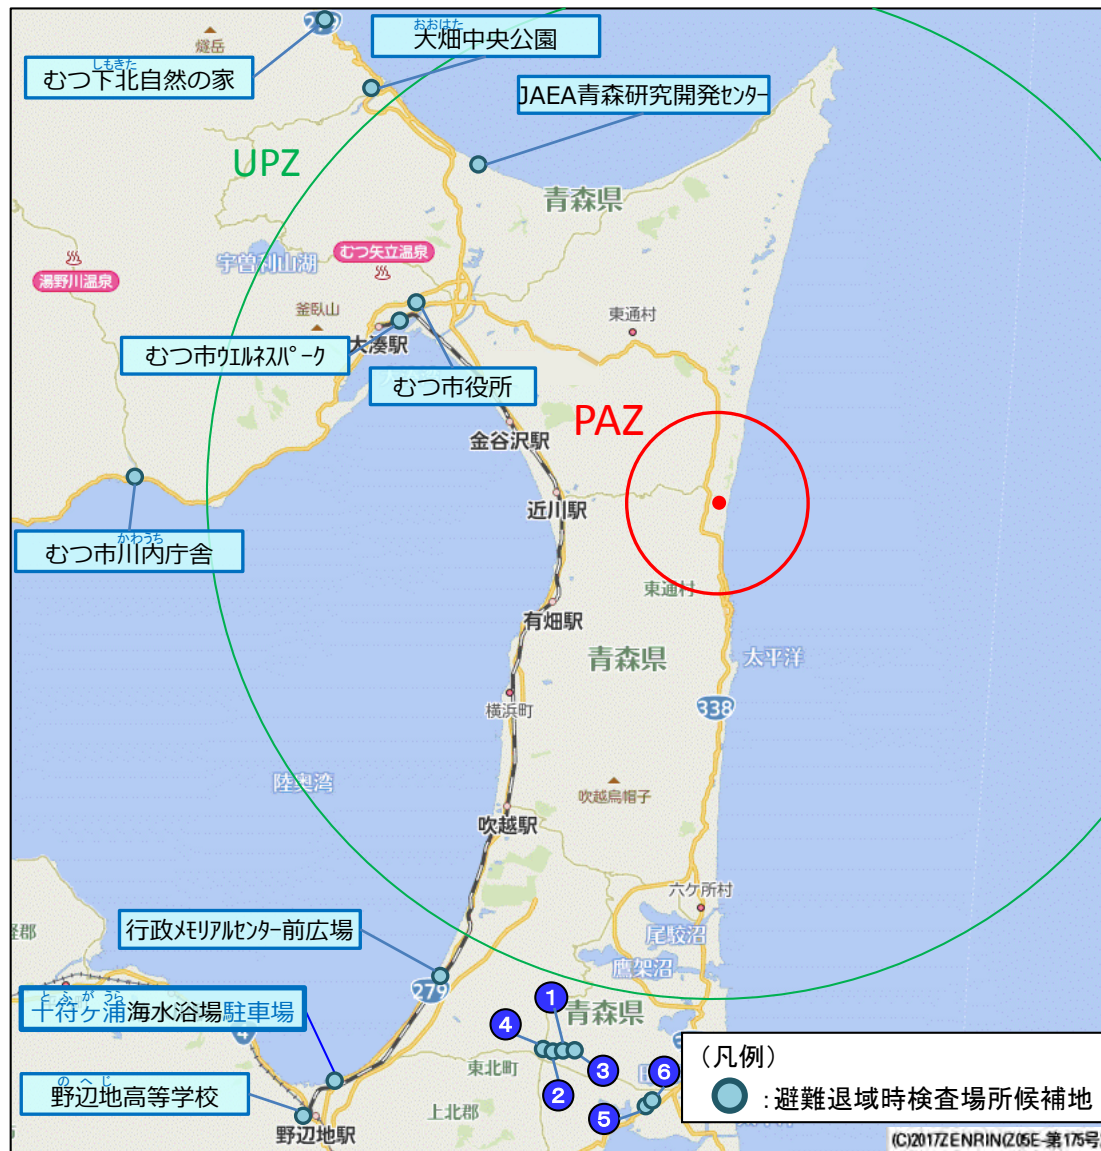 燧岳
おおはた
大畑中央公園
しもきた
むつ下北自然の家
JAEA青森研究開発センター
UPZ
青森県
むつ矢立温泉
宇曽利山湖
湯野川温泉
釜臥山
東通村
大湊駅
むつ市ウエルネスパーク
むつ市役所
PAZ
金谷沢駅
近川駅
かわうち
むつ市川内庁舎
東通村
有畑駅
青森県
太平洋
横浜町
338
陸奥湾
吹越烏帽子
吹越駅
六ケ所村
行政メモリアルセンター前広場
尾駮沼
鷹架沼
279
とふがうら
十符ヶ浦海水浴場駐車場
4
1
青森県
4
東北町
3
2
6
5
のへじ
野辺地高等学校
上北郡
野辺地駅
(凡例)
:避難退域時検査場所候補地
(C)2017ZENRIN(Z05E-第175号)